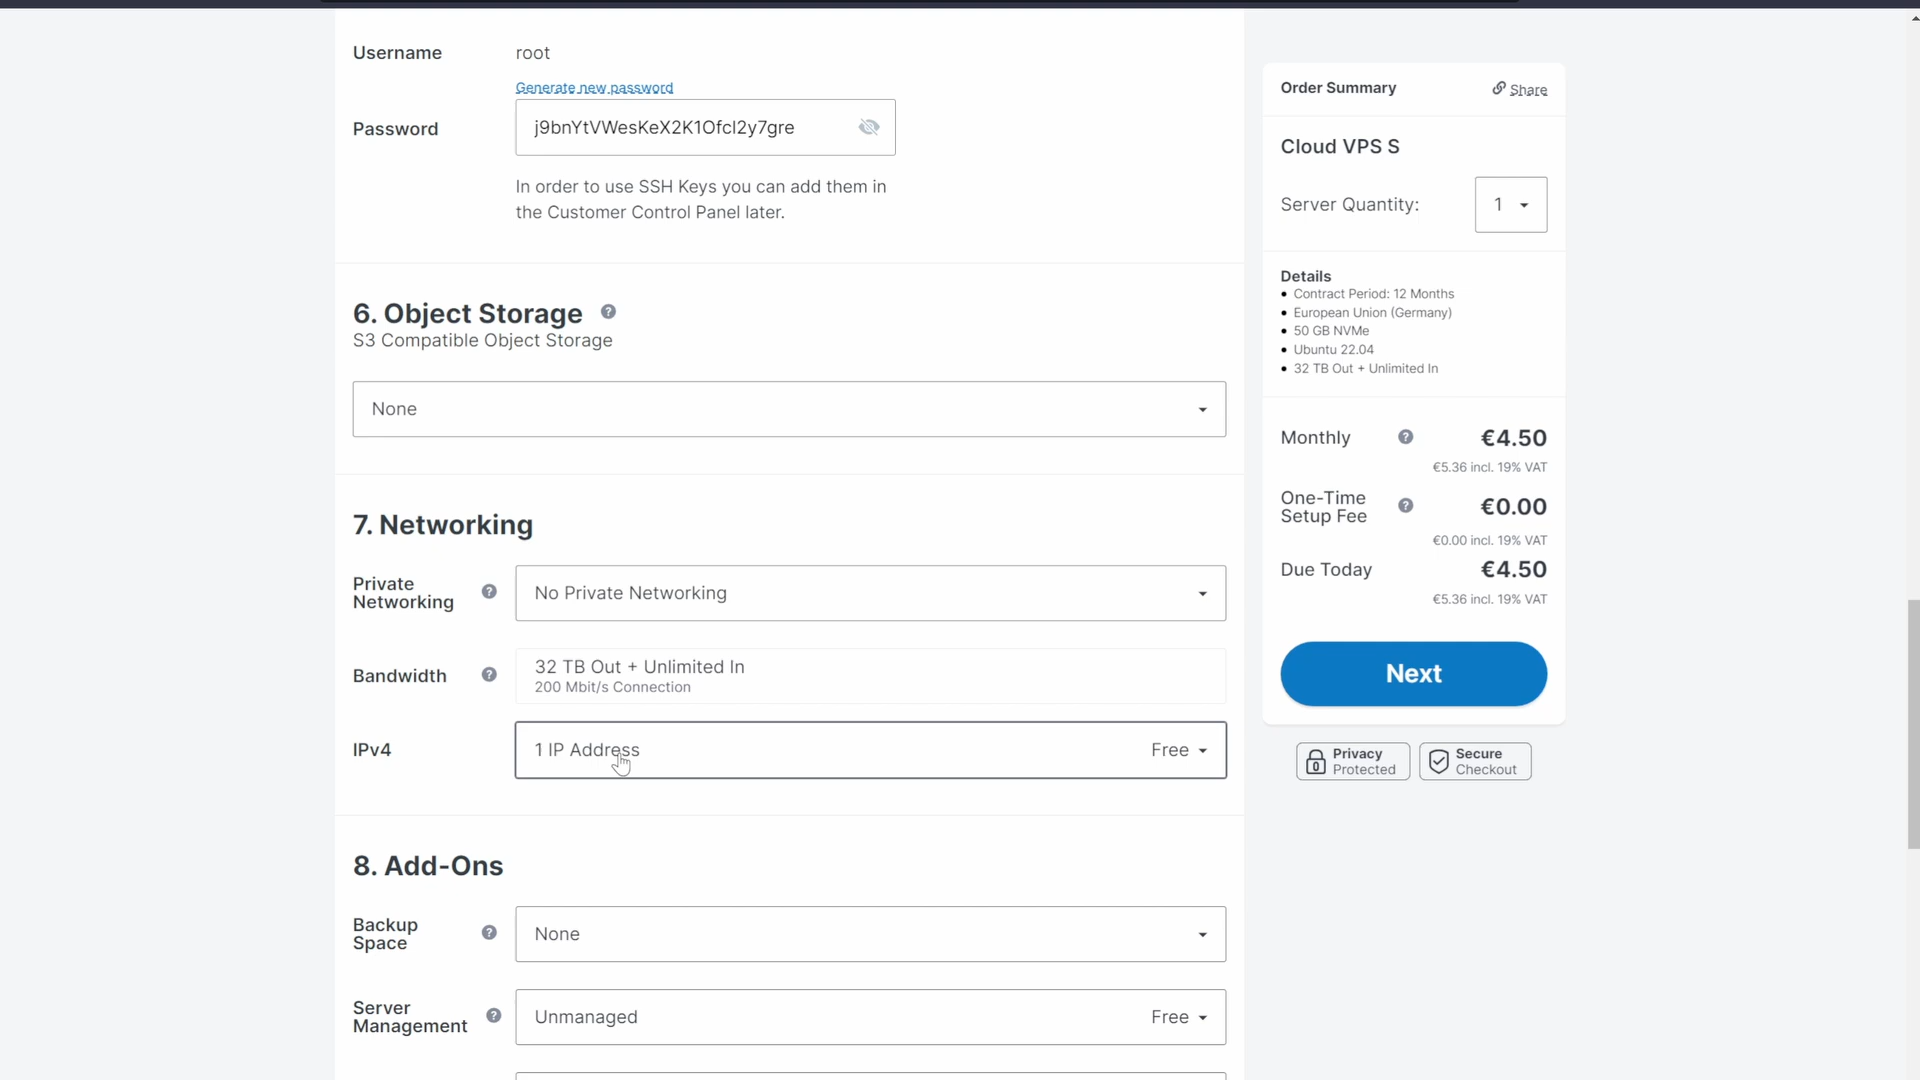 Username
root
Generate new password
Password
j9bnYtVWesKeX2K1Ofcl2y7gre
In order to use SSH Keys you can add them in
the Customer Control Panel later.
6. Object Storage
S3 Compatible Object Storage
None
7. Networking
Private
Networking
No Private Networking
Bandwidth
32 TB Out + Unlimited In
200 Mbit/s Connection
IPv4
1 IP Address
Free
8. Add-Ons
Backup
Space
None
Server
Management
Unmanaged
Free
Order Summary
Share
Cloud VPS S
Server Quantity:
1
Details
Contract Period: 12 Months
European Union (Germany)
50 GB NVMe
Ubuntu 22.04
32 TB Out + Unlimited In
Monthly
€4.50
€5.36 incl. 19% VAT
One-Time
Setup Fee
€0.00
€0.00 incl. 19% VAT
Due Today
€4.50
€5.36 incl. 19% VAT
Next
Privacy
Protected
Secure
Checkout